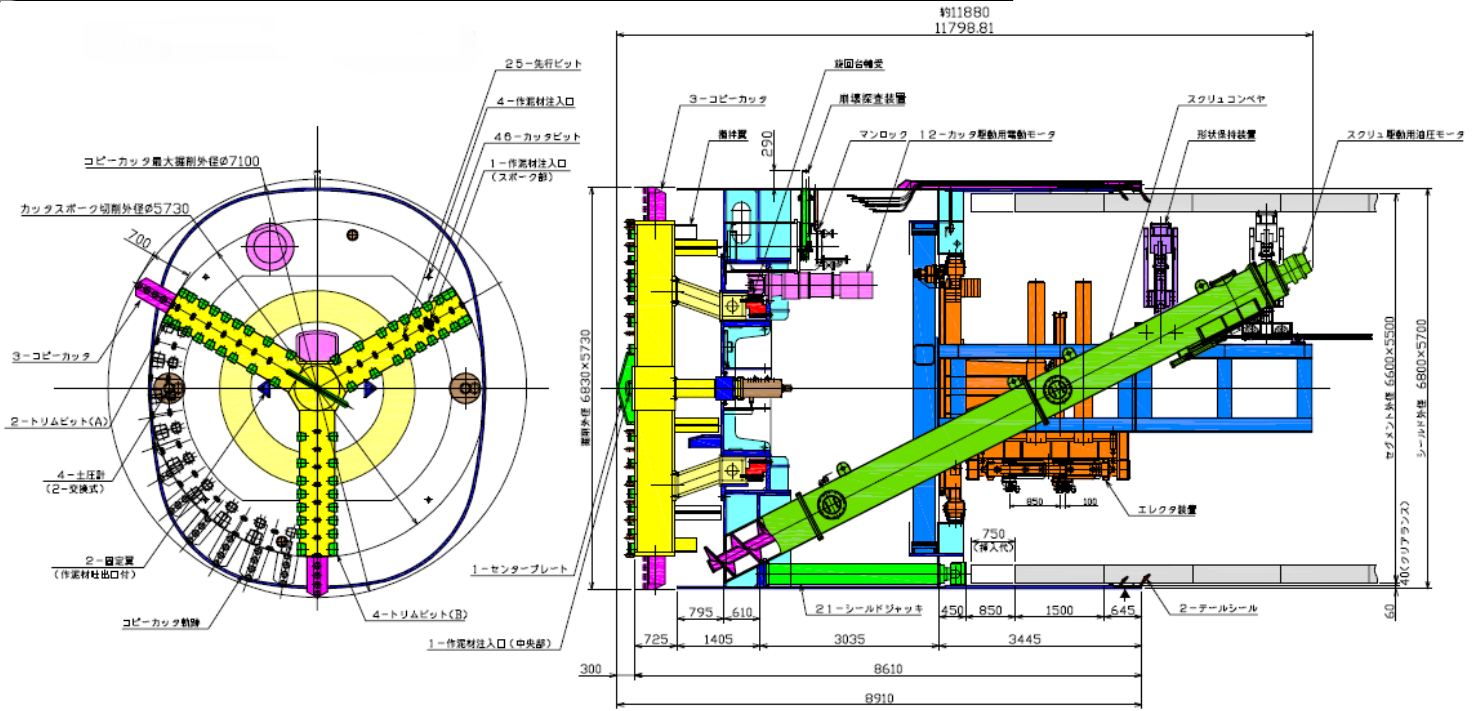 約11880
11798.81
25-先行ビット
4-作泥材注入口
46-カッタビット
1-作泥材注入口
(スポーク部)
コピーカッタ最大掘削外径Ø7100
カッタスポーク切削外径Ø5730
700
3-コピーカッタ
2-トリムビット(A)
4-土圧計
(2-交換式)
2-固定翼
(作泥材吐出口付)
コピーカッタ軌跡
4-トリムビット(B)
1-作泥材注入口(中央部)
1-センタープレート
3-コピーカッタ
攪拌翼
旋回台軸受
崩壊探査装置
290
マンロック
12-カッタ駆動用電動モータ
スクリュコンベヤ
形状保持装置
スクリュ駆動用油圧モータ
掘削外径 6830×5730
セグメント外径 6600×5500
シールド外径 6800×5700
850
100
エレクタ装置
750
(挿入代)
40(クリアランス)
60
21-シールドジャッキ
2-テールシール
795
610
450
850
1500
645
725
1405
3035
3445
300
8610
8910